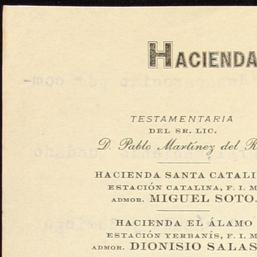 HACIENDA
TESTAMENTARIA
DEL SR. LIC.
D. Pablo Martínez del R
HACIENDA SANTA CATALI
ESTACIÓN CATALINA, F. I. M
ADMOR. MIGUEL SOTO.
HACIENDA EL ÁLAMO
ESTACIÓN YERBANÍS, F. I. M
ADMOR. DIONISIO SALAS